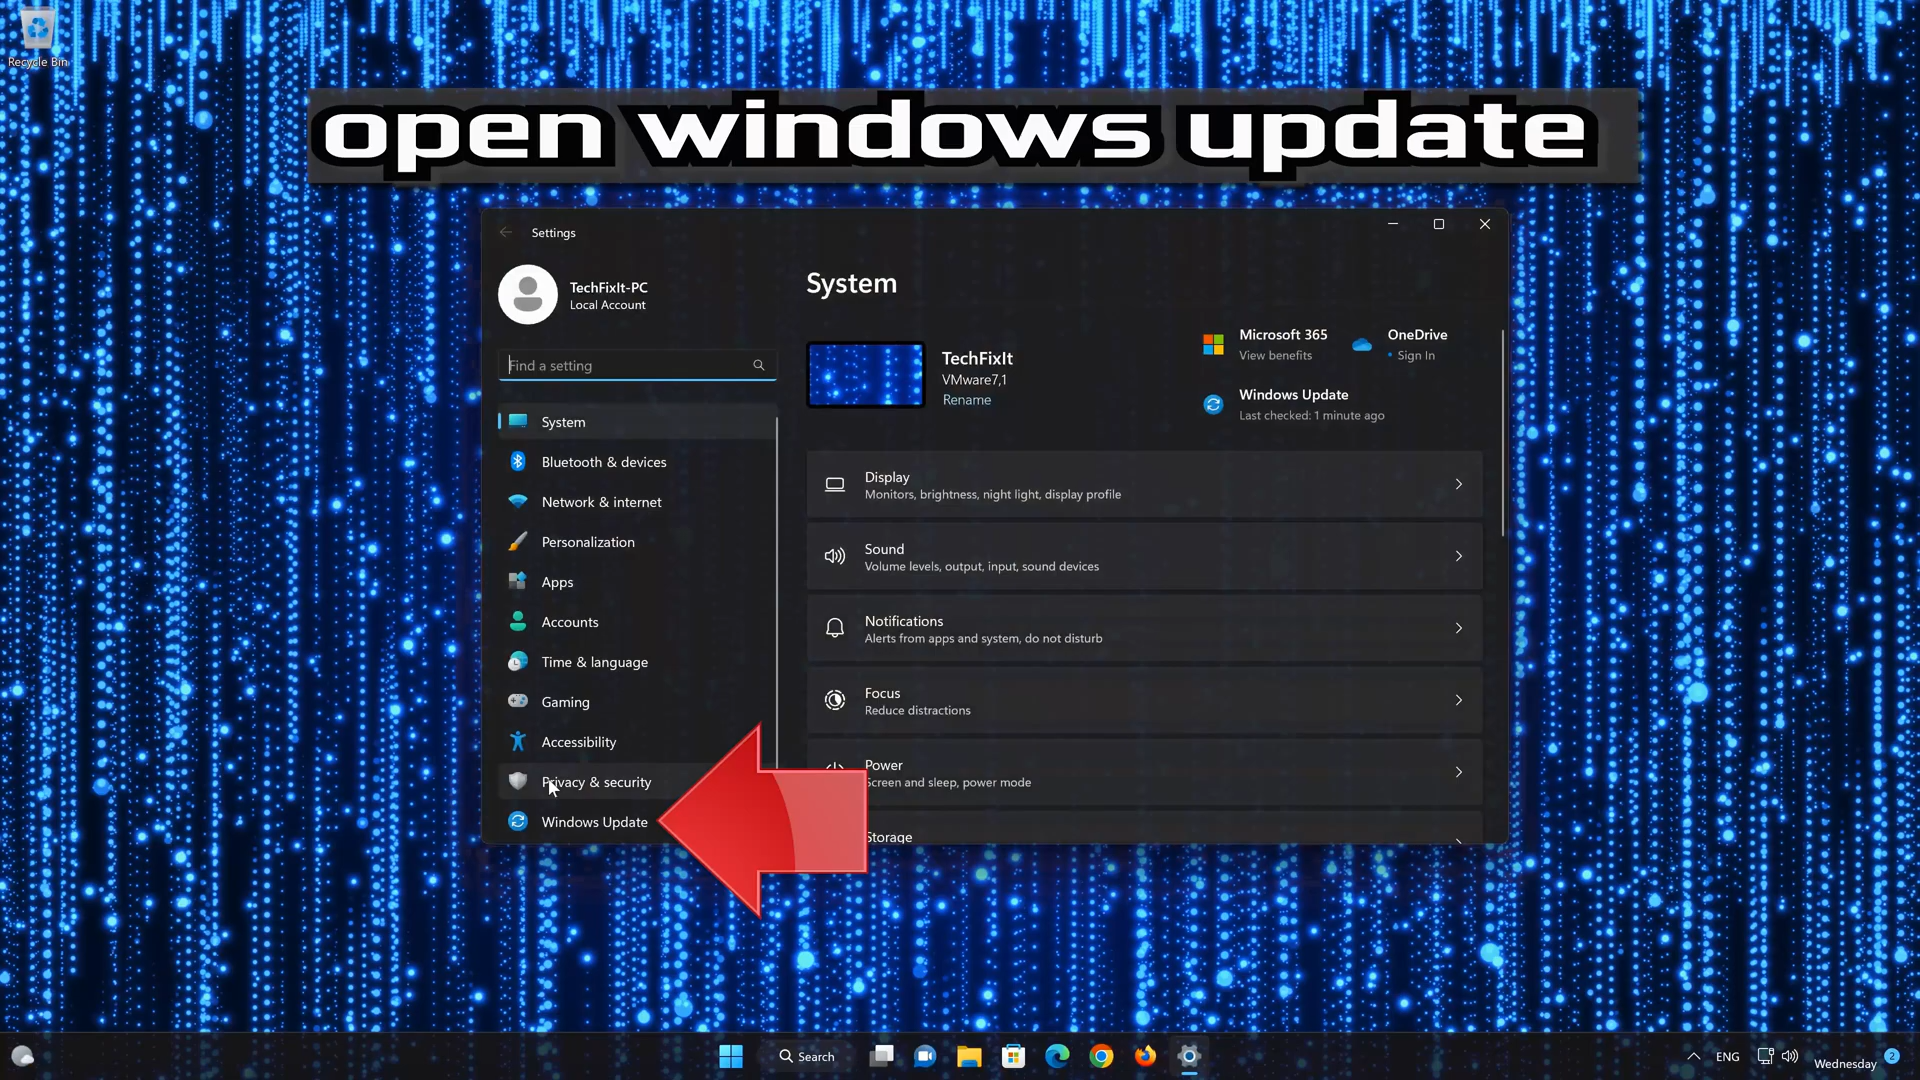 Recycle Bin
open windows update
Settings
TechFixIt-PC
Local Account
Find a setting
System
Bluetooth & devices
Network & internet
Personalization
Apps
Accounts
Time & language
Gaming
Accessibility
Privacy & security
Windows Update
System
TechFixIt
VMware7,1
Rename
Microsoft 365
View benefits
OneDrive
• Sign In
Windows Update
Last checked: 1 minute ago
Display
Monitors, brightness, night light, display profile
Sound
Volume levels, output, input, sound devices
Notifications
Alerts from apps and system, do not disturb
Focus
Reduce distractions
Power
Screen and sleep, power mode
Storage
Search
ENG
Wednesday
2